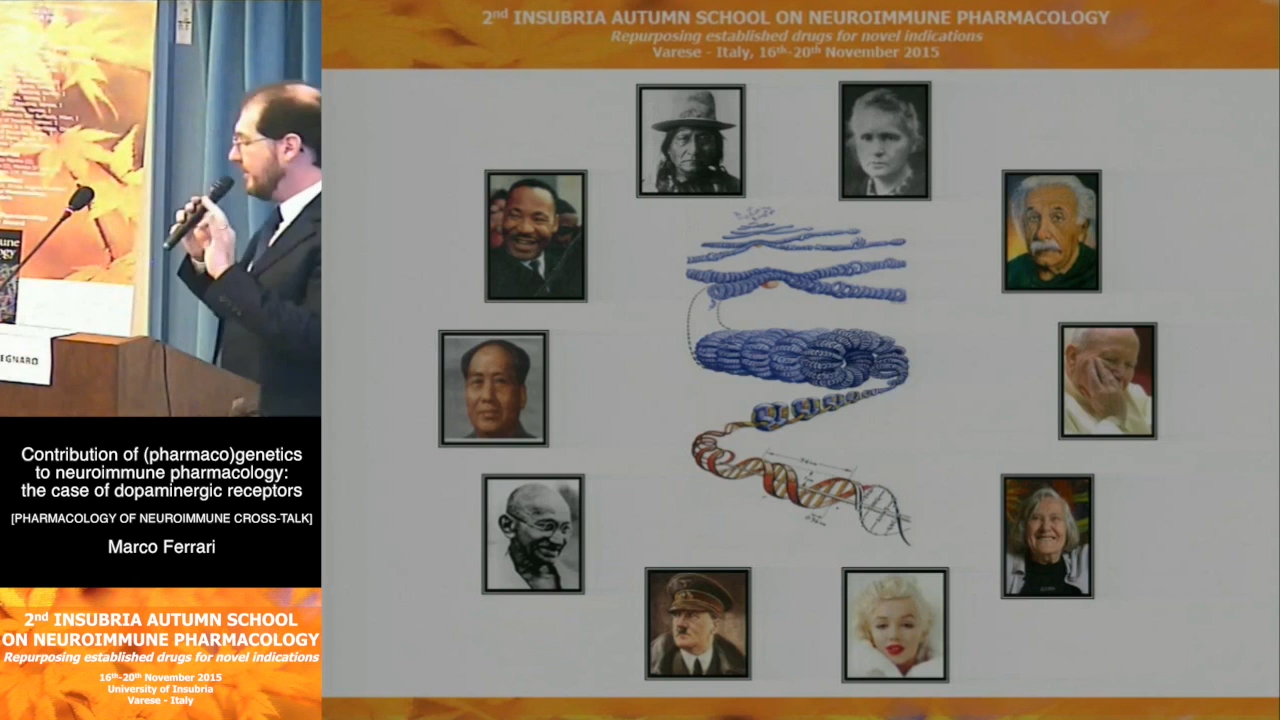 2nd INSUBRIA AUTUMN SCHOOL ON NEUROIMMUNE PHARMACOLOGY
Repurposing established drugs for novel indications
Varese - Italy, 16th-20th November 2015
EGNARO
Contribution of (pharmaco)genetics
to neuroimmune pharmacology:
the case of dopaminergic receptors
[PHARMACOLOGY OF NEUROIMMUNE CROSS-TALK]
Marco Ferrari
2nd INSUBRIA AUTUMN SCHOOL
ON NEUROIMMUNE PHARMACOLOGY
Repurposing established drugs for novel indications
16th-20th November 2015
University of Insubria
Varese - Italy